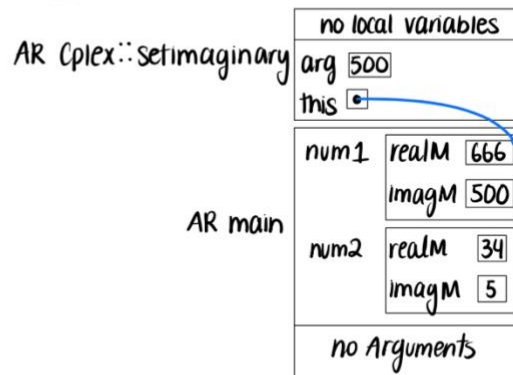 no local variables
AR Cplex::setimaginary
arg 500
this
num1 realM 666
imagM 500
AR main
num2 realM 34
imagM 5
no Arguments